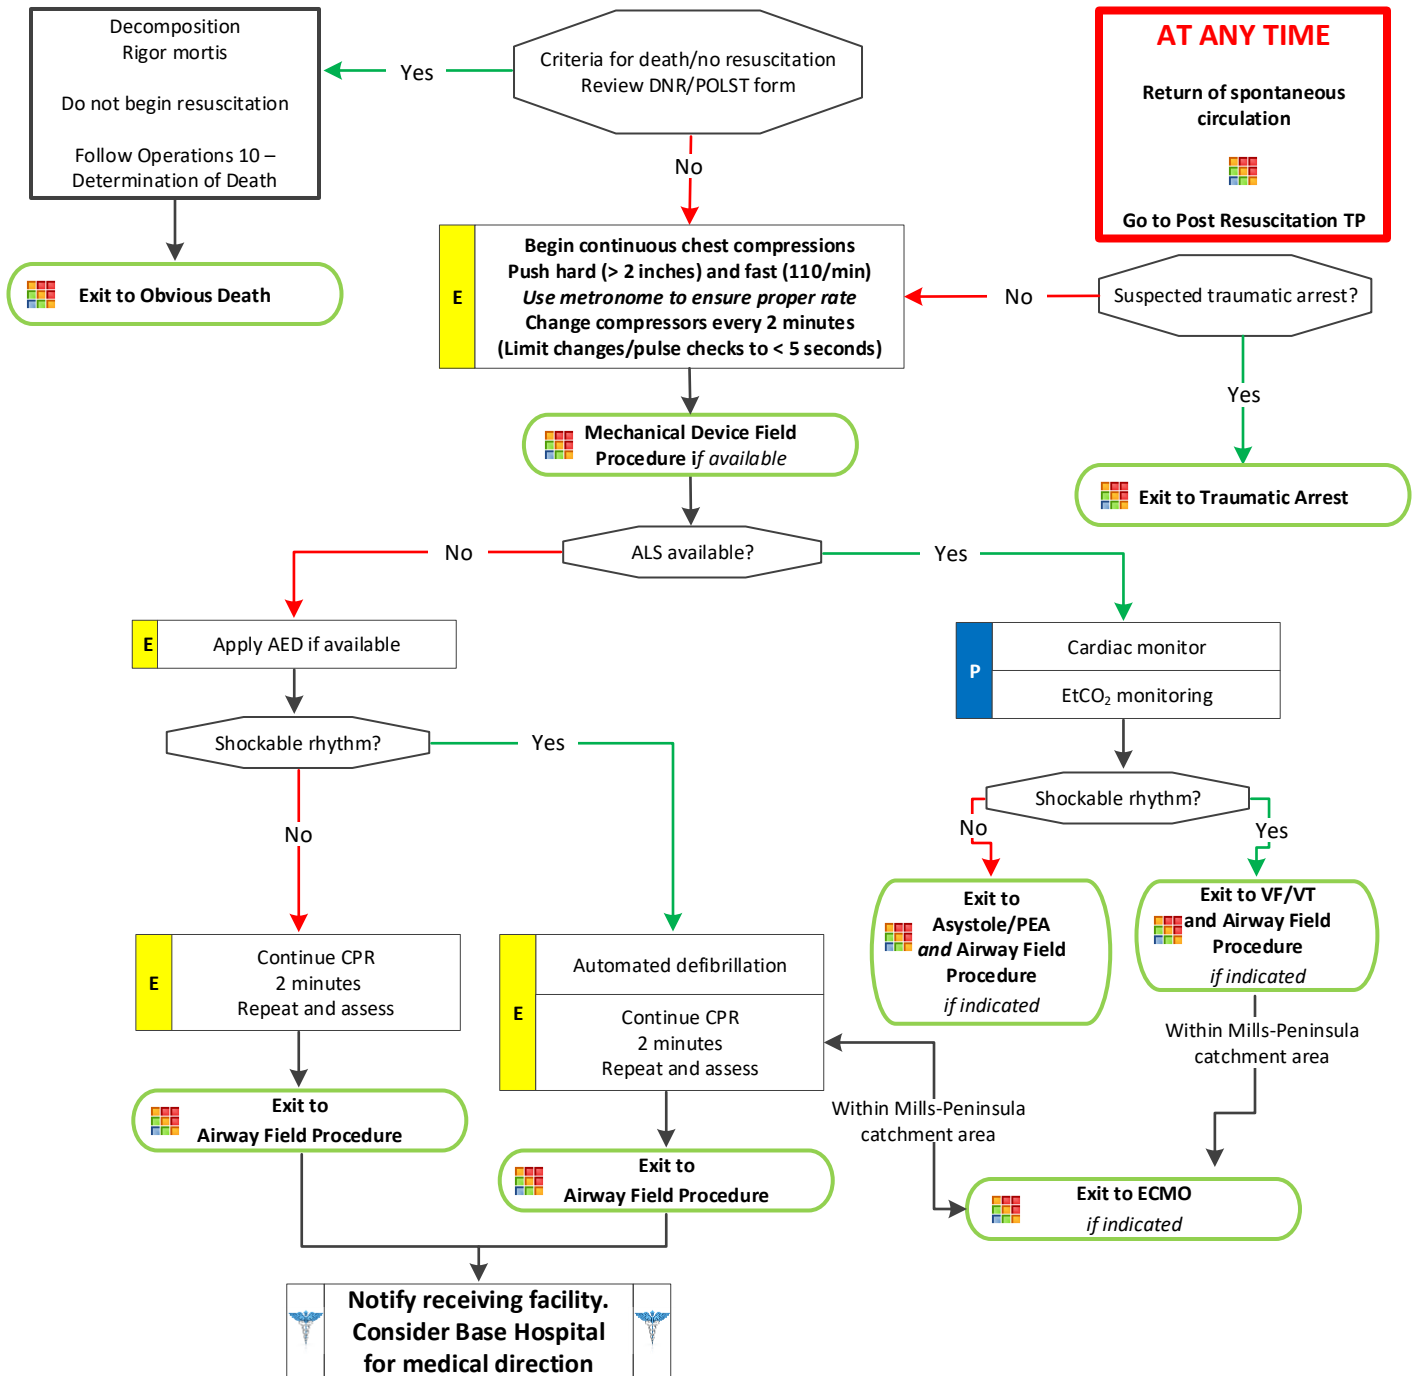 Decomposition
Rigor mortis
Do not begin resuscitation
Follow Operations 10 –
Determination of Death
Yes
Criteria for death/no resuscitation
Review DNR/POLST form
AT ANY TIME
Return of spontaneous
circulation
Go to Post Resuscitation TP
No
Exit to Obvious Death
E
Begin continuous chest compressions
Push hard (> 2 inches) and fast (110/min)
Use metronome to ensure proper rate
Change compressors every 2 minutes
(Limit changes/pulse checks to < 5 seconds)
No
Suspected traumatic arrest?
Yes
Mechanical Device Field
Procedure if available
Exit to Traumatic Arrest
No
ALS available?
Yes
E
Apply AED if available
P
Cardiac monitor
EtCO₂ monitoring
Shockable rhythm?
Yes
No
Shockable rhythm?
No
Yes
Exit to
Asystole/PEA
and Airway Field
Procedure
if indicated
Exit to VF/VT
and Airway Field
Procedure
if indicated
E
Continue CPR
2 minutes
Repeat and assess
E
Automated defibrillation
Continue CPR
2 minutes
Repeat and assess
Within Mills-Peninsula
catchment area
Within Mills-Peninsula
catchment area
Exit to
Airway Field Procedure
Exit to
Airway Field Procedure
Exit to ECMO
if indicated
Notify receiving facility.
Consider Base Hospital
for medical direction